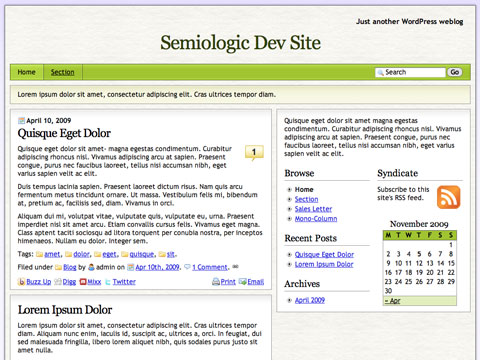 Just another WordPress weblog
Semiologic Dev Site
Home Section
Search Go
Lorem ipsum dolor sit amet, consectetur adipiscing elit. Cras ultrices tempor diam.
April 10, 2009
Quisque Eget Dolor
1
Quisque eget dolor sit amet- magna egestas condimentum. Curabitur
adipiscing rhoncus nisl. Vivamus adipiscing arcu at sapien. Praesent
congue, purus nec faucibus laoreet, tellus nisi accumsan nibh, eget
varius sapien velit ac elit.
Duis tempus lacinia sapien. Praesent laoreet dictum risus. Nam quis arcu
fermentum metus tincidunt ornare. Ut massa. Vestibulum felis mi, bibendum
at, pretium ac, facilisis sed, diam. Vivamus in orci.
Aliquam dui mi, volutpat vitae, vulputate quis, vulputate eu, urna. Praesent
imperdiet nisi sit amet arcu. Etiam convallis cursus felis. Vivamus eget magna.
Class aptent taciti sociosqu ad litora torquent per conubia nostra, per inceptos
himenaeos. Nullam eu dolor. Integer sem.
Tags: amet, dolor, eget, quisque, sit.
Filed under Blog by admin on Apr 10th, 2009. 1 Comment.
Buzz Up Digg Mixx Twitter Print Email
Lorem Ipsum Dolor
Lorem ipsum dolor sit amet, consectetur adipiscing elit. Cras ultrices tempor
diam. Aliquam nunc enim, iaculis id, suscipit ac, ultrices a, orci. In feugiat, dui
sed malesuada fringilla, libero lorem aliquet nibh, quis sodales purus justo sit
amet nulla.
Quisque eget dolor sit amet magna egestas
condimentum. Curabitur adipiscing rhoncus nisl. Vivamus
adipiscing arcu at sapien. Praesent congue, purus nec
faucibus laoreet, tellus nisi accumsan nibh, eget varius
sapien velit ac elit.
Browse
Home
Section
Sales Letter
Mono-Column
Recent Posts
Quisque Eget Dolor
Lorem Ipsum Dolor
Archives
April 2009
Syndicate
Subscribe to this
site's RSS feed.
November 2009
M T W T F S S
1
2 3 4 5 6 7 8
9 10 11 12 13 14 15
16 17 18 19 20 21 22
23 24 25 26 27 28 29
30
« Apr